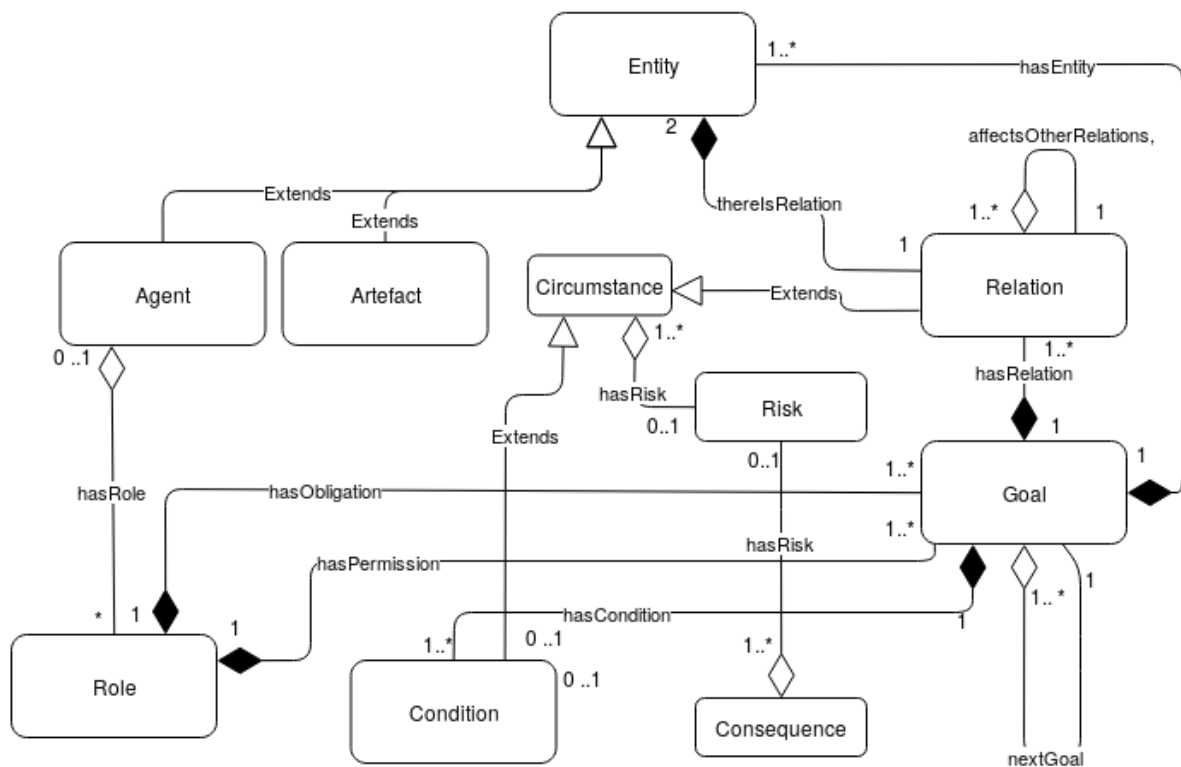 Entity
1..*
hasEntity
2
affectsOtherRelations,
Extends
thereIsRelation
1..*
1
Extends
1
Agent
Artefact
Circumstance
Extends
Relation
0 ..1
1..*
1..*
hasRisk
hasRelation
Risk
0..1
1
Extends
0..1
1
1..*
hasRole
hasObligation
Goal
1..*
hasRisk
hasPermission
1
1.. *
*
1
1
hasCondition
1
1..*
0 ..1
1..*
0 ..1
Role
Condition
Consequence
nextGoal